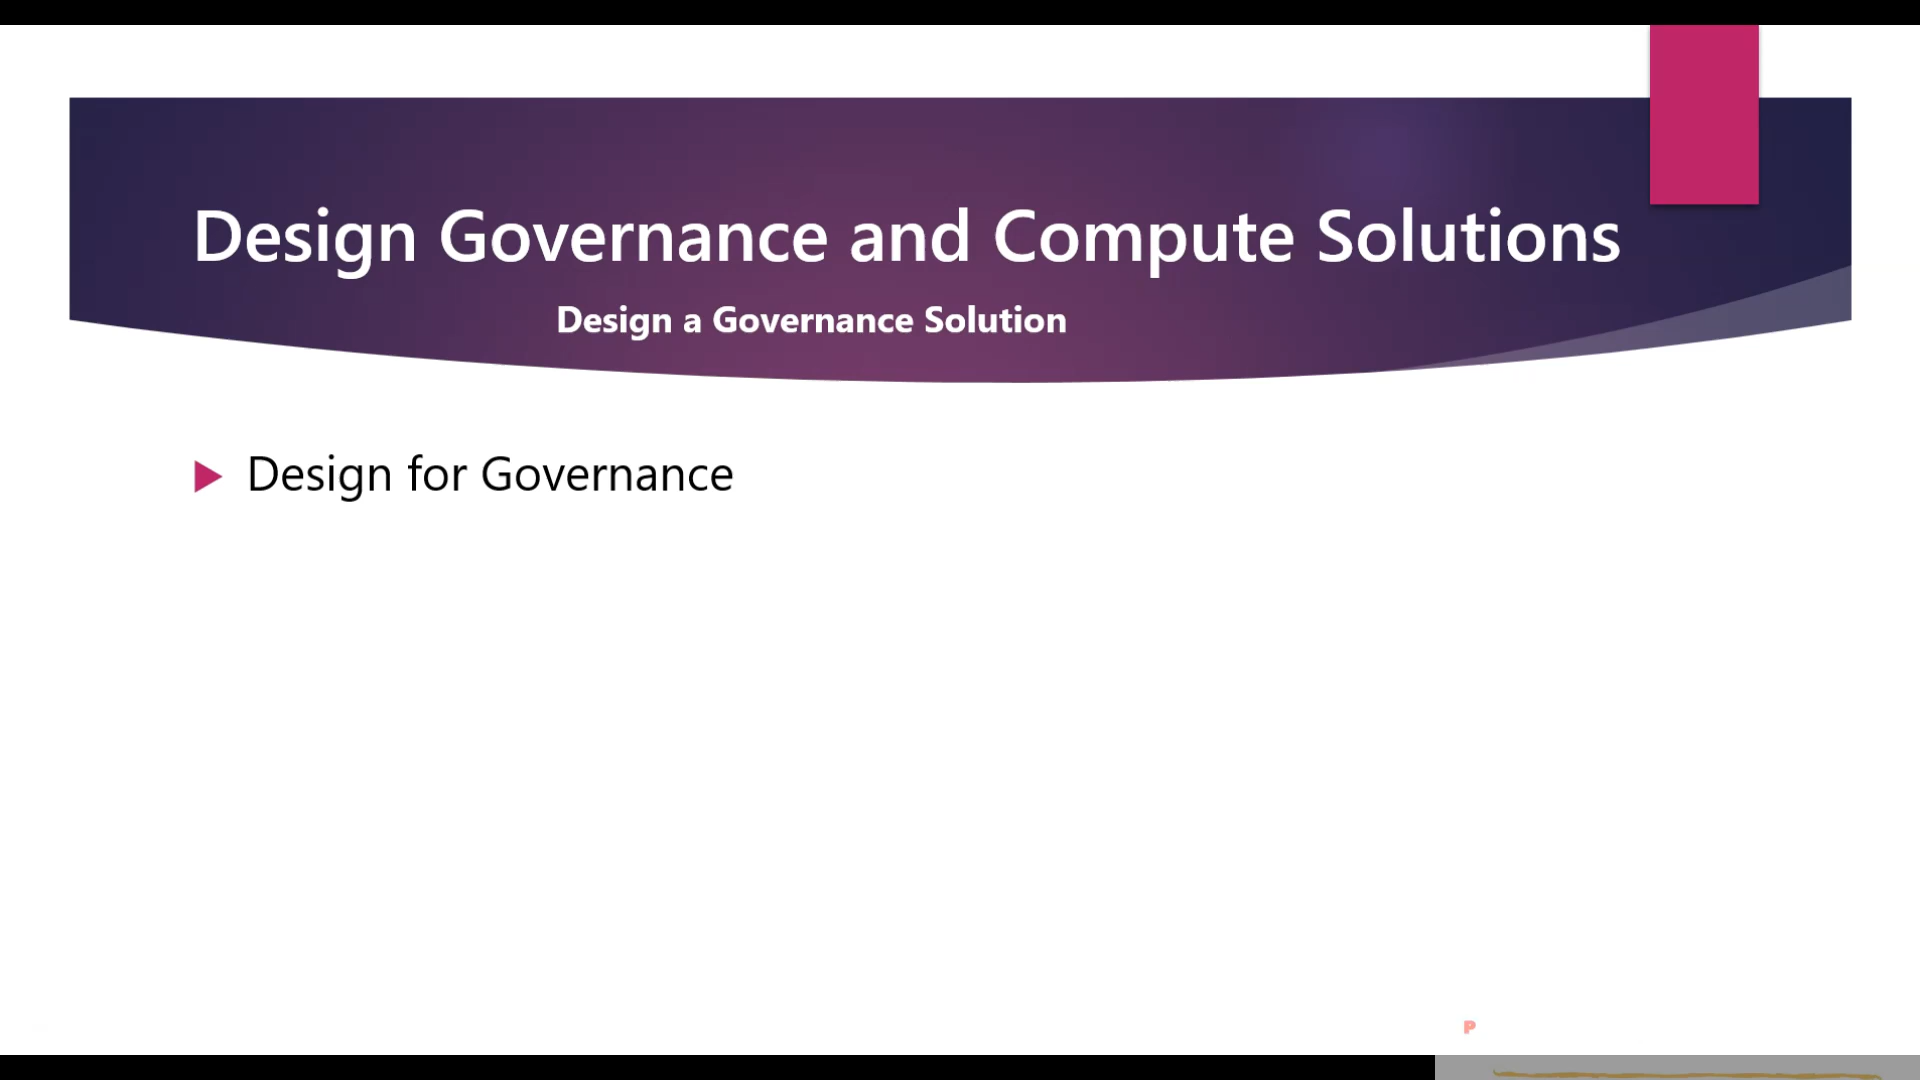 Design Governance and Compute Solutions
Design a Governance Solution
Design for Governance
P